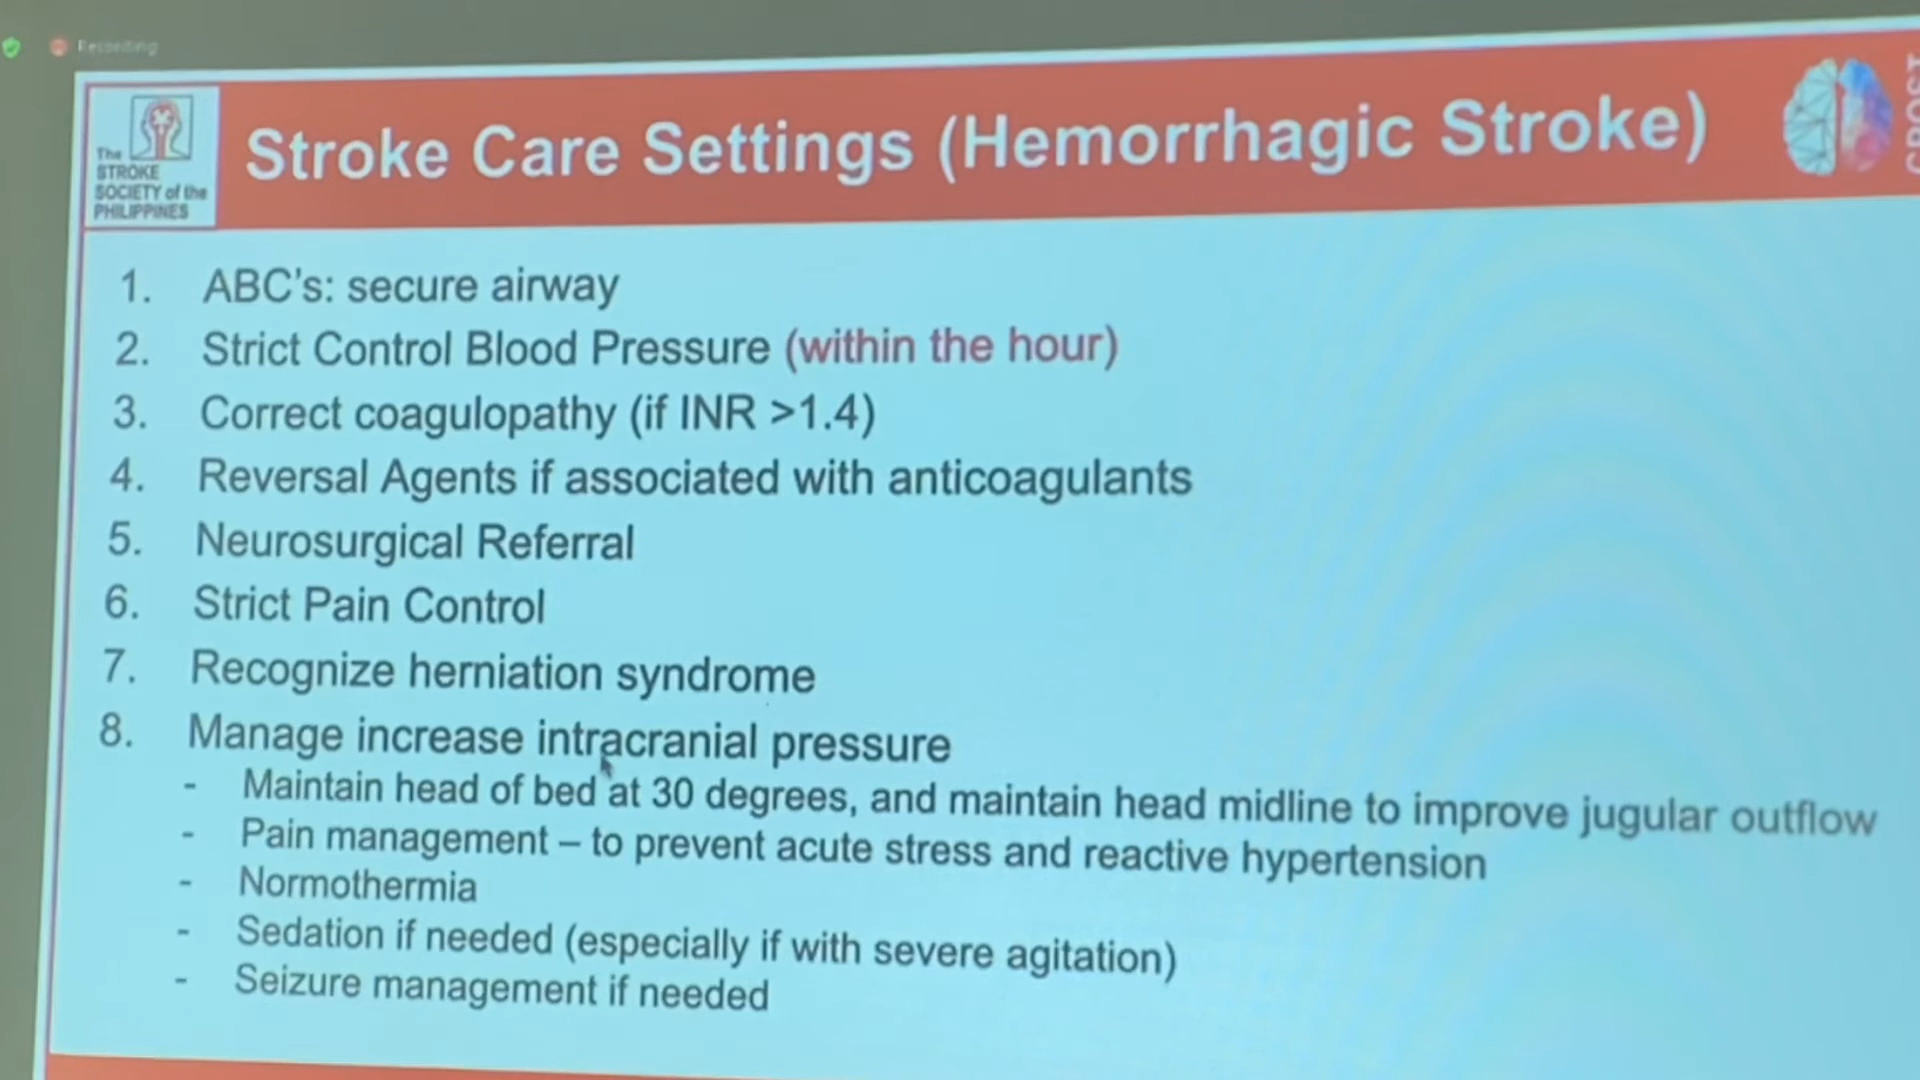 Recording
The
STROKE
SOCIETY of the
PHILIPPINES
Stroke Care Settings (Hemorrhagic Stroke)
1. ABC's: secure airway
2. Strict Control Blood Pressure (within the hour)
3. Correct coagulopathy (if INR >1.4)
4. Reversal Agents if associated with anticoagulants
5. Neurosurgical Referral
6. Strict Pain Control
7. Recognize herniation syndrome
8. Manage increase intracranial pressure
- Maintain head of bed at 30 degrees, and maintain head midline to improve jugular outflow
- Pain management – to prevent acute stress and reactive hypertension
- Normothermia
- Sedation if needed (especially if with severe agitation)
- Seizure management if needed